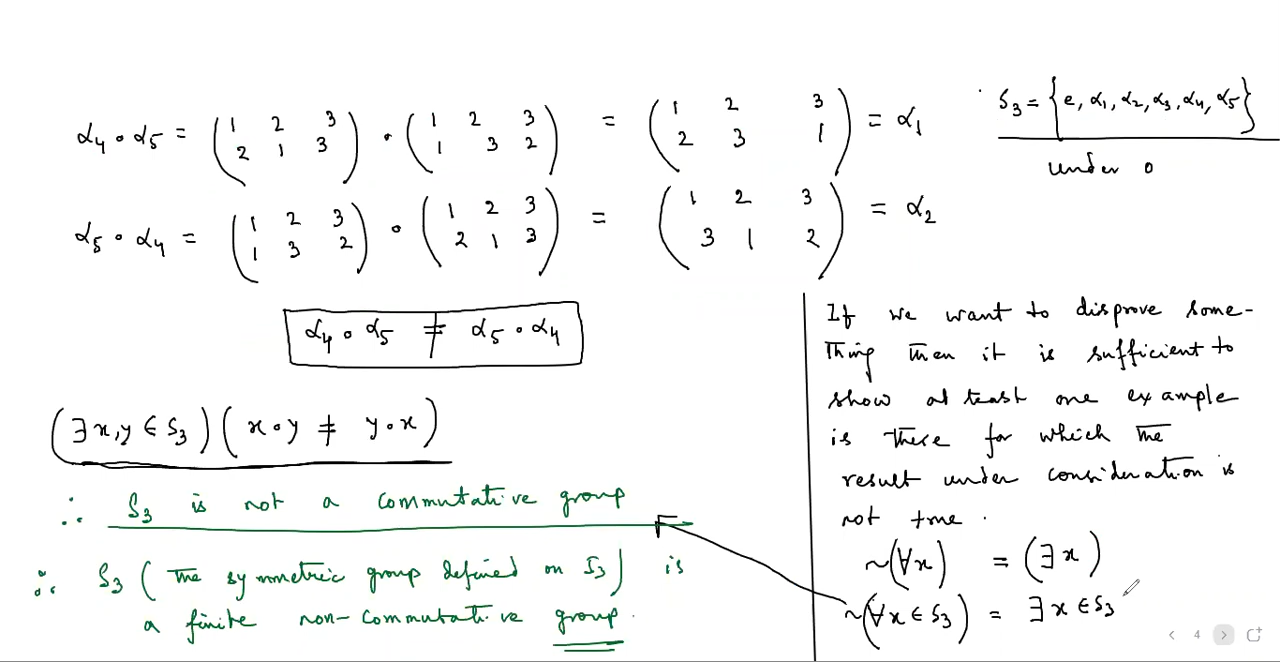 α₄ ∘ α₅ = (1 2 3 / 2 1 3) ∘ (1 2 3 / 1 3 2) = (1 2 3 / 2 3 1) = α₁
S₃ = {e, α₁, α₂, α₃, α₄, α₅}
under ∘
α₅ ∘ α₄ = (1 2 3 / 1 3 2) ∘ (1 2 3 / 2 1 3) = (1 2 3 / 3 1 2) = α₂
α₄ ∘ α₅ ≠ α₅ ∘ α₄
(∃ x, y ∈ S₃) (x ∘ y ≠ y ∘ x)
∴ S₃ is not a commutative group
∴ S₃ (The symmetric group defined on I₃) is
a finite non-commutative group.
If we want to disprove some-
thing then it is sufficient to
show at least one example
is there for which the
result under consideration is
not true.
~(∀x) = (∃x)
~(∀x ∈ S₃) = ∃x ∈ S₃
4